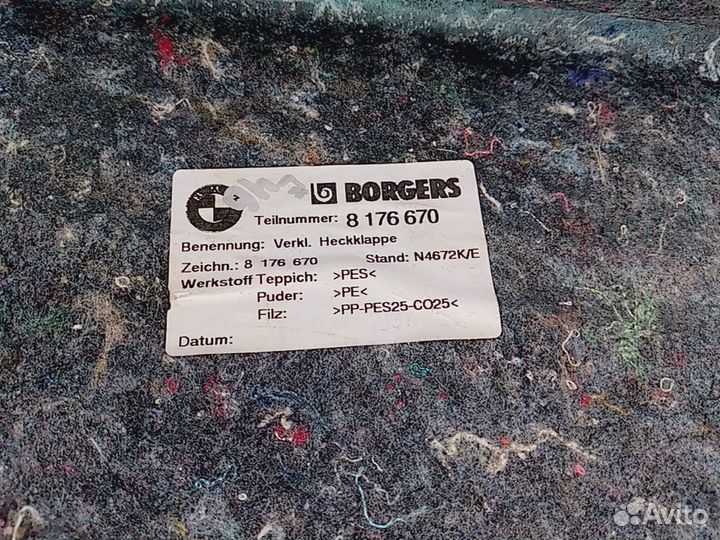 BORGERS
Teilnummer: 8 176 670
Benennung: Verkl. Heckklappe
Zeichn.: 8 176 670 Stand: N4672K/E
Werkstoff Teppich: >PES<
Puder: >PE<
Filz: >PP-PES25-CO25<
Datum:
Avito